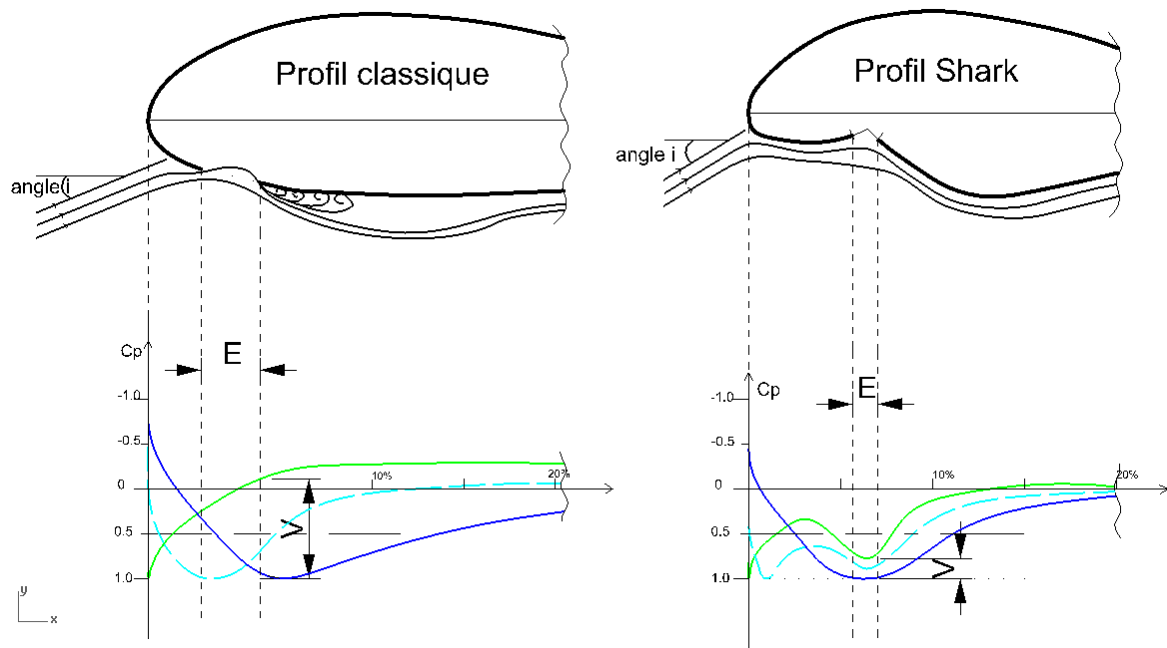 Profil classique
angle i
Profil Shark
angle i
Cp
E
-1.0
-0.5
0
10%
20%
0.5
V
1.0
y
x
Cp
E
-1.0
-0.5
0
10%
20%
0.5
V
1.0